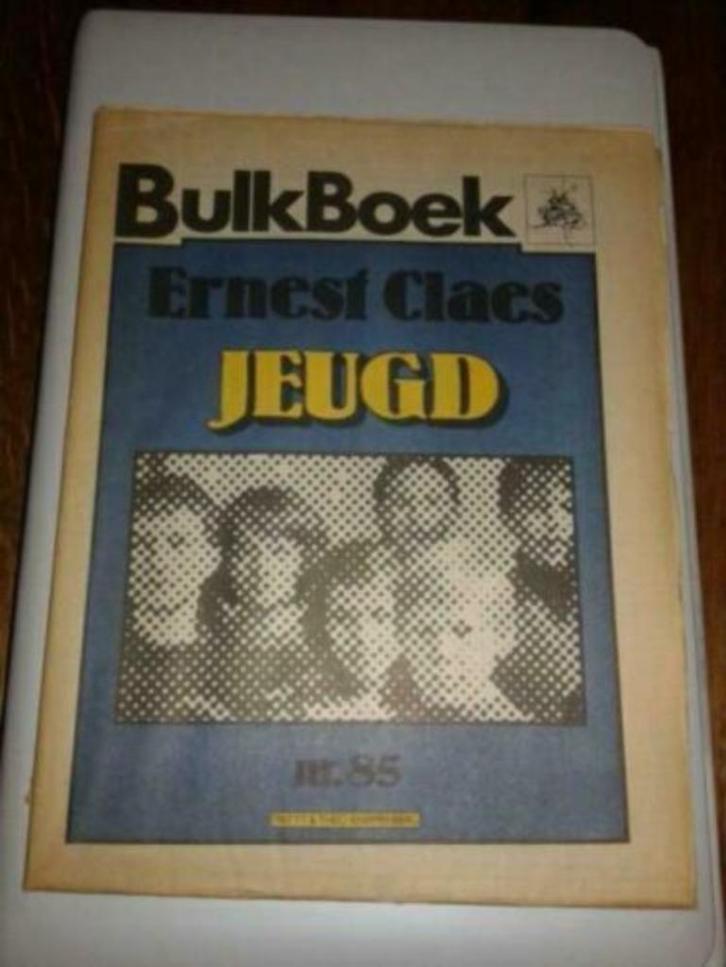 BulkBoek
Ernest Claes
JEUGD
nr. 85